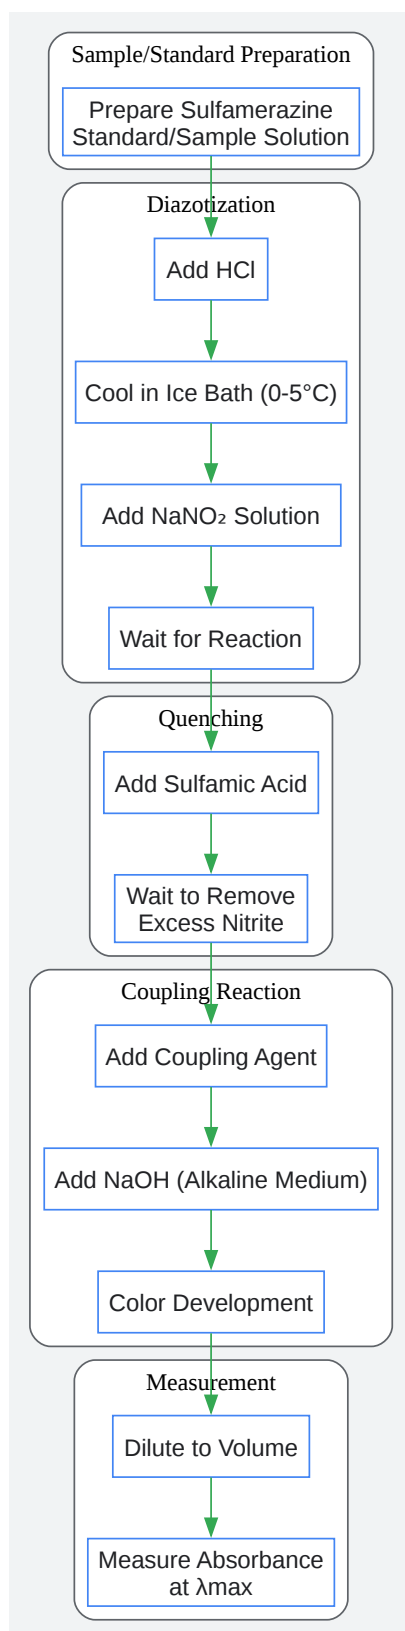 Sample/Standard Preparation
Prepare Sulfamerazine
Standard/Sample Solution
Diazotization
Add HCl
Cool in Ice Bath (0-5°C)
Add NaNO₂ Solution
Wait for Reaction
Quenching
Add Sulfamic Acid
Wait to Remove
Excess Nitrite
Coupling Reaction
Add Coupling Agent
Add NaOH (Alkaline Medium)
Color Development
Measurement
Dilute to Volume
Measure Absorbance
at λmax